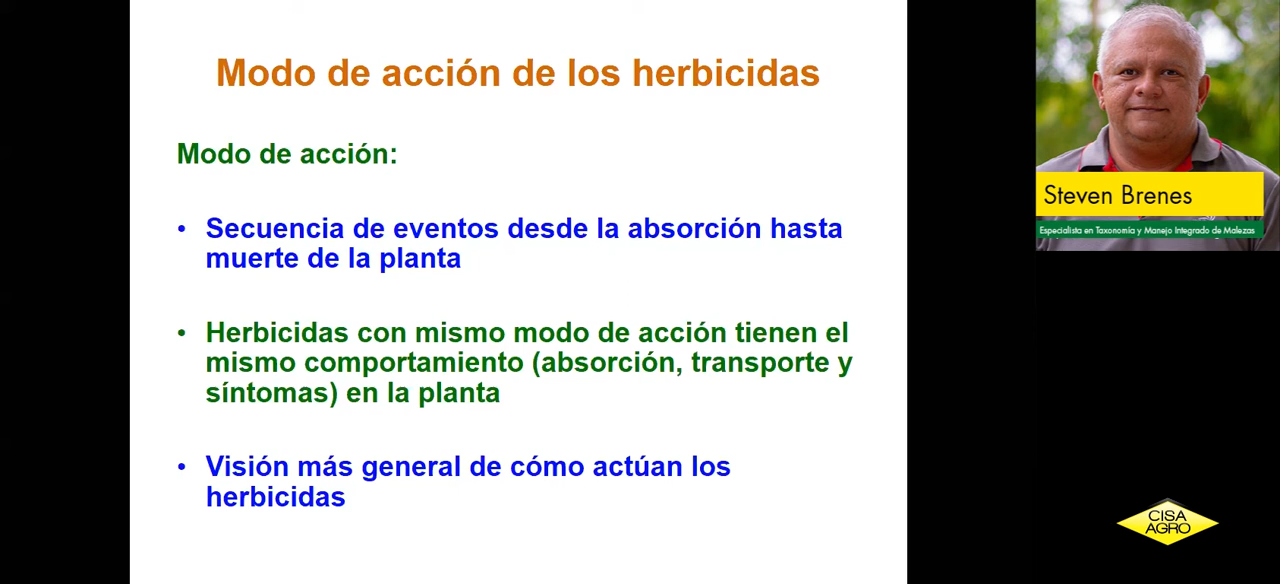 Modo de acción de los herbicidas
Modo de acción:
• Secuencia de eventos desde la absorción hasta
muerte de la planta
• Herbicidas con mismo modo de acción tienen el
mismo comportamiento (absorción, transporte y
síntomas) en la planta
• Visión más general de cómo actúan los
herbicidas
Steven Brenes
Especialista en Taxonomía y Manejo Integrado de Malezas
CISA
AGRO